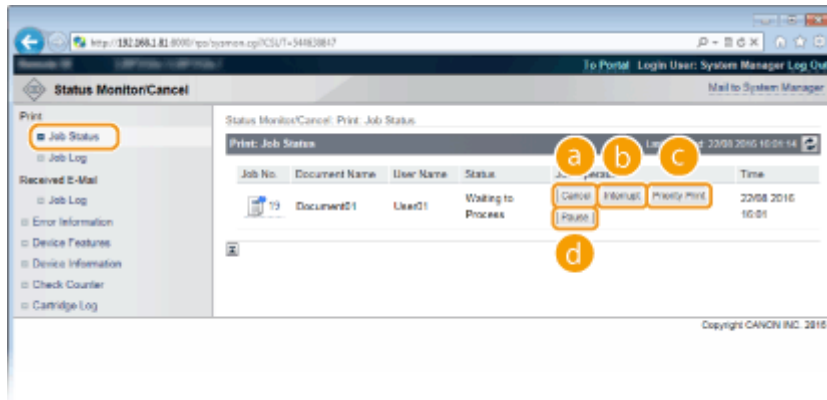 http://192.168.1.81:8000/rps/sysmon.cgi?CSUT=544638847
To Portal Login User: System Manager Log Out
Status Monitor/Cancel
Mail to System Manager
Print
Job Status
Job Log
Received E-Mail
Job Log
Error Information
Device Features
Device Information
Check Counter
Cartridge Log
Status Monitor/Cancel: Print: Job Status
Print: Job Status
22/08 2016 16:01:14
a b c
Job No. Document Name User Name Status Time
19 Document01 User01 Waiting to Process Cancel Interrupt Priority Print 22/08 2016 16:01
Pause
d
Copyright CANON INC. 2016